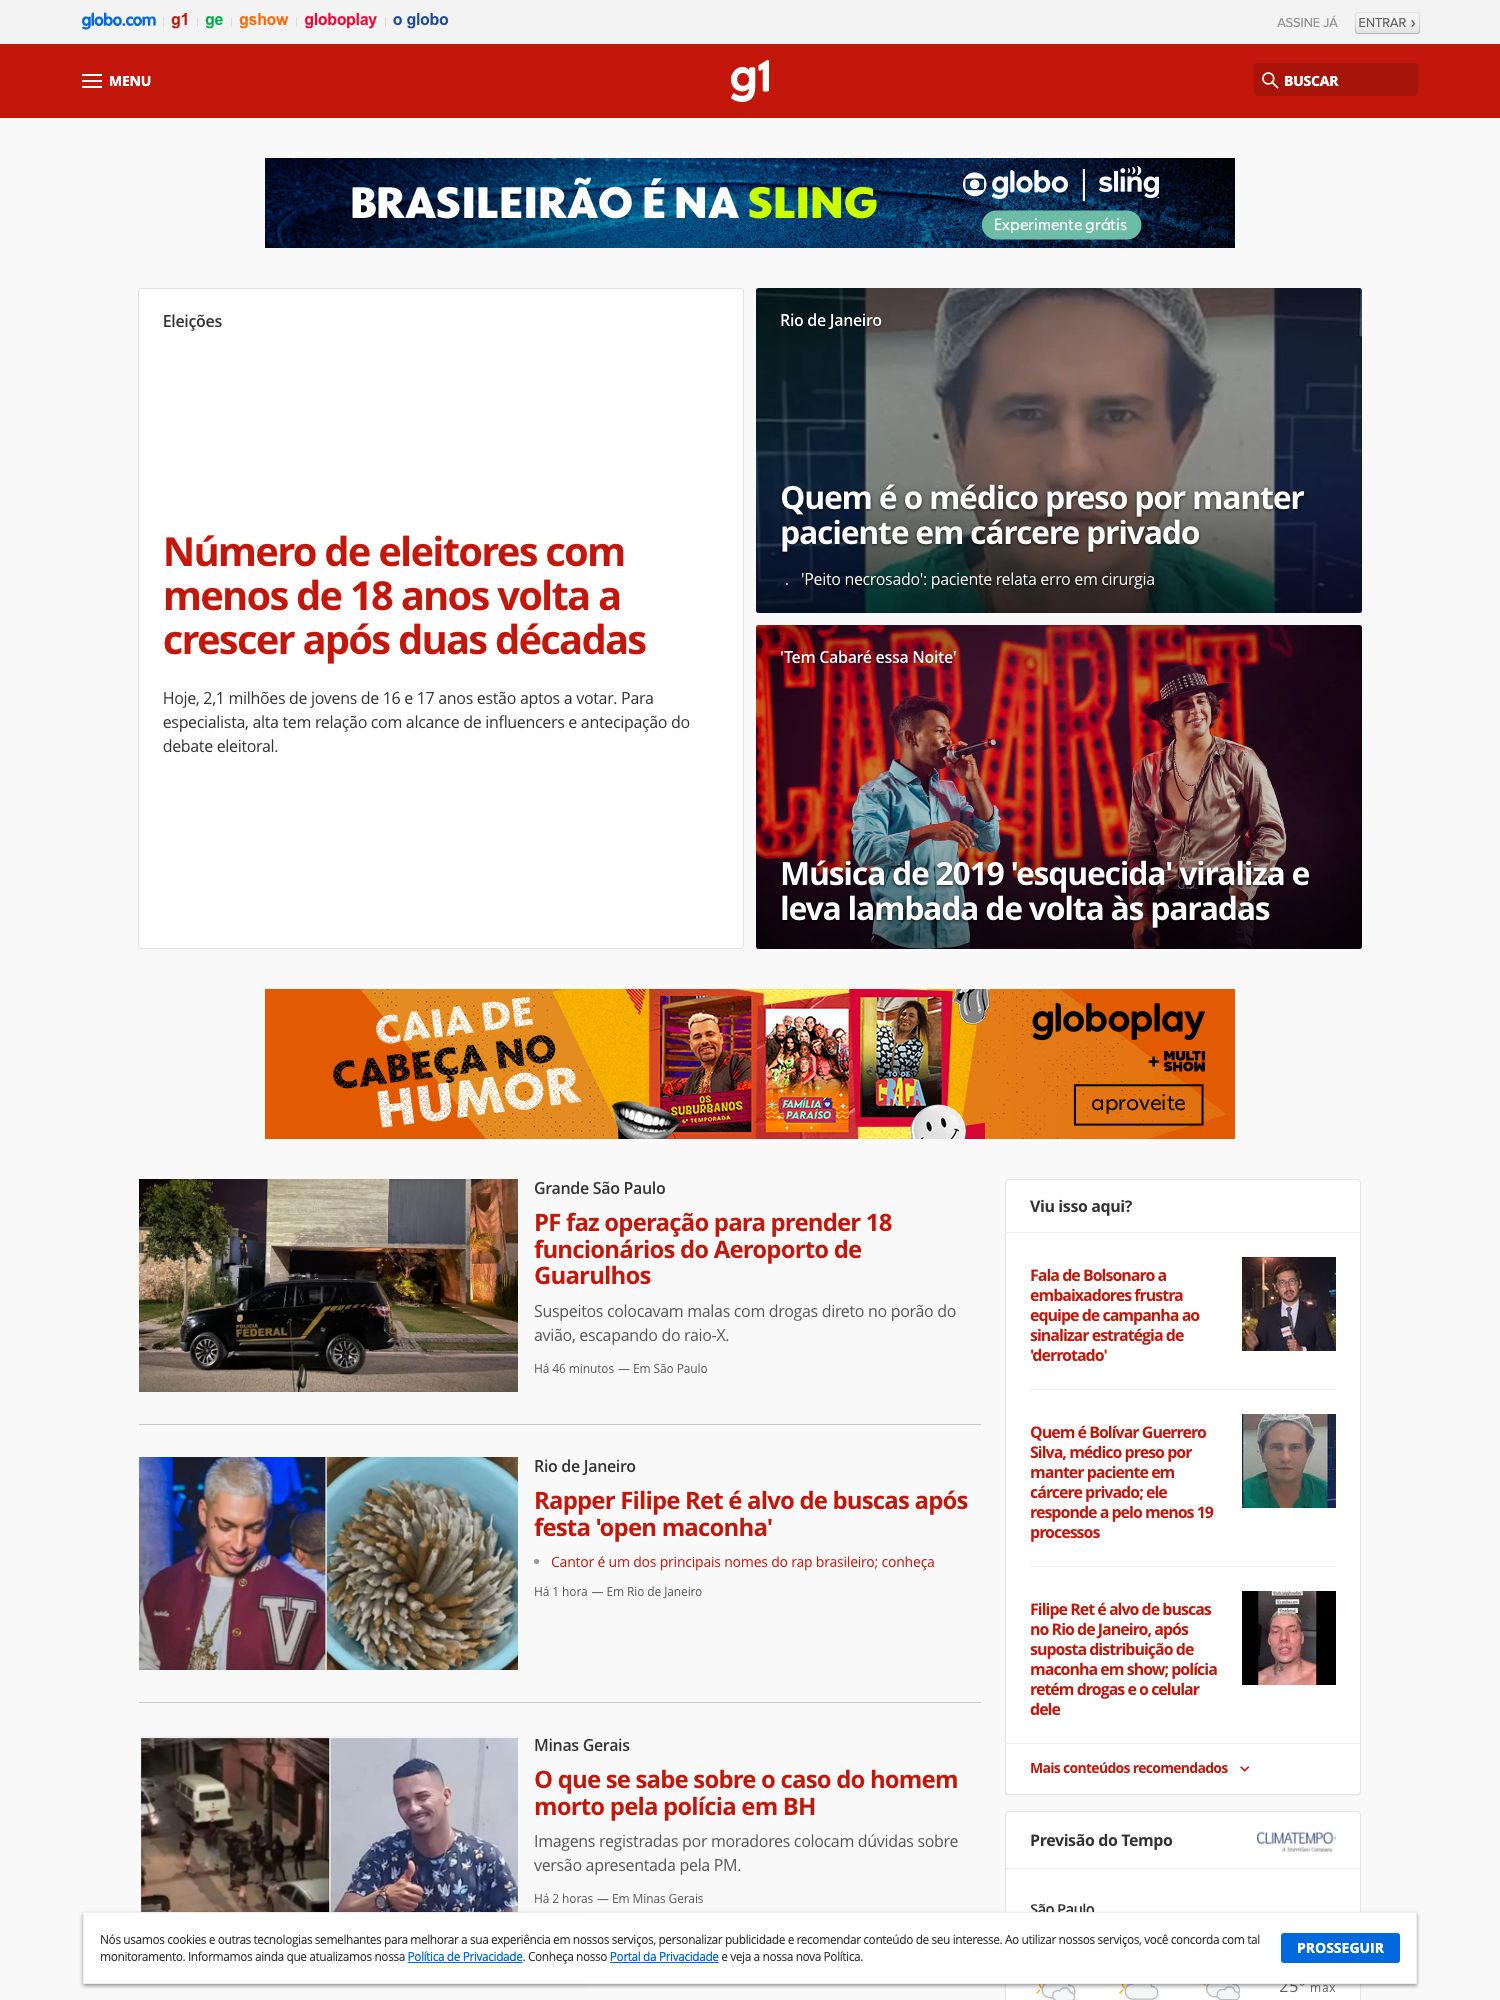 globo.com g1 ge gshow globoplay o globo
ASSINE JÁ ENTRAR ›
MENU
g1
BUSCAR
BRASILEIRÃO É NA SLING
globo | sling
Experimente grátis
Eleições
Número de eleitores com
menos de 18 anos volta a
crescer após duas décadas
Hoje, 2,1 milhões de jovens de 16 e 17 anos estão aptos a votar. Para
especialista, alta tem relação com alcance de influencers e antecipação do
debate eleitoral.
Rio de Janeiro
Quem é o médico preso por manter
paciente em cárcere privado
'Peito necrosado': paciente relata erro em cirurgia
'Tem Cabaré essa Noite'
CABARET
Música de 2019 'esquecida' viraliza e
leva lambada de volta às paradas
CAIA DE
CABEÇA NO
HUMOR
OS
SUBURBANOS
6ª TEMPORADA
FAMÍLIA
PARAÍSO
TÔ DE
GRAÇA
globoplay
+ MULTI
SHOW
aproveite
POLÍCIA
FEDERAL
Grande São Paulo
PF faz operação para prender 18
funcionários do Aeroporto de
Guarulhos
Suspeitos colocavam malas com drogas direto no porão do
avião, escapando do raio-X.
Há 46 minutos — Em São Paulo
V
Rio de Janeiro
Rapper Filipe Ret é alvo de buscas após
festa 'open maconha'
Cantor é um dos principais nomes do rap brasileiro; conheça
Há 1 hora — Em Rio de Janeiro
Minas Gerais
O que se sabe sobre o caso do homem
morto pela polícia em BH
Imagens registradas por moradores colocam dúvidas sobre
versão apresentada pela PM.
Há 2 horas — Em Minas Gerais
Viu isso aqui?
Fala de Bolsonaro a
embaixadores frustra
equipe de campanha ao
sinalizar estratégia de
'derrotado'
Quem é Bolívar Guerrero
Silva, médico preso por
manter paciente em
cárcere privado; ele
responde a pelo menos 19
processos
Filipe Ret é alvo de buscas
no Rio de Janeiro, após
suposta distribuição de
maconha em show; polícia
retém drogas e o celular
dele
Mais conteúdos recomendados
Previsão do Tempo
CLIMATEMPO
A StormGeo Company
São Paulo
25° max
Nós usamos cookies e outras tecnologias semelhantes para melhorar a sua experiência em nossos serviços, personalizar publicidade e recomendar conteúdo de seu interesse. Ao utilizar nossos serviços, você concorda com tal
monitoramento. Informamos ainda que atualizamos nossa Política de Privacidade. Conheça nosso Portal da Privacidade e veja a nossa nova Política.
PROSSEGUIR